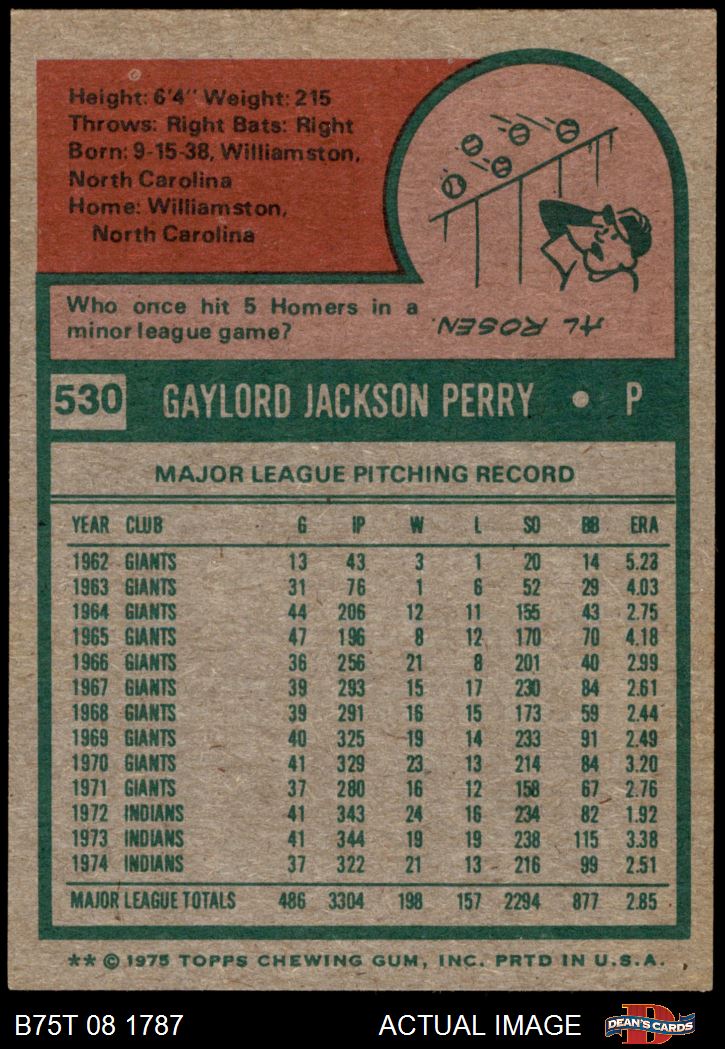 Height: 6'4" Weight: 215
Throws: Right Bats: Right
Born: 9-15-38, Williamston,
North Carolina
Home: Williamston,
North Carolina
Who once hit 5 Homers in a
minor league game?
AL ROSEN.
530 GAYLORD JACKSON PERRY • P
MAJOR LEAGUE PITCHING RECORD
YEAR CLUB G IP W L SO BB ERA
1962 GIANTS 13 43 3 1 20 14 5.23
1963 GIANTS 31 76 1 6 52 29 4.03
1964 GIANTS 44 206 12 11 155 43 2.75
1965 GIANTS 47 196 8 12 170 70 4.18
1966 GIANTS 36 256 21 8 201 40 2.99
1967 GIANTS 39 293 15 17 230 84 2.61
1968 GIANTS 39 291 16 15 173 59 2.44
1969 GIANTS 40 325 19 14 233 91 2.49
1970 GIANTS 41 329 23 13 214 84 3.20
1971 GIANTS 37 280 16 12 158 67 2.76
1972 INDIANS 41 343 24 16 234 82 1.92
1973 INDIANS 41 344 19 19 238 115 3.38
1974 INDIANS 37 322 21 13 216 99 2.51
MAJOR LEAGUE TOTALS 486 3304 198 157 2294 877 2.85
** © 1975 TOPPS CHEWING GUM, INC. PRTD IN U.S.A.
B75T 08 1787 ACTUAL IMAGE DEAN'S CARDS